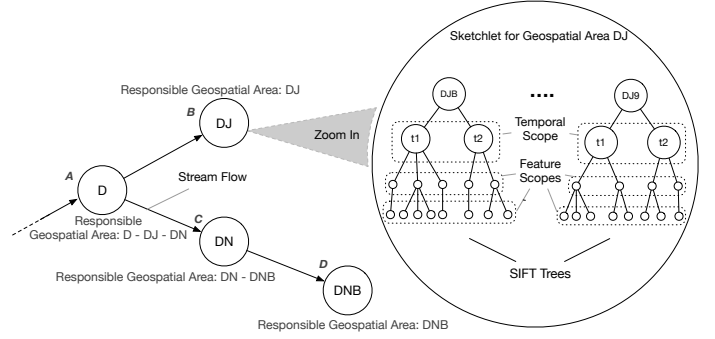 Sketchlet for Geospatial Area DJ
Responsible Geospatial Area: DJ
B
DJ
Zoom In
DJB
....
DJ9
Temporal
Scope
t1
t2
t1
t2
Feature
Scopes
A
D
Stream Flow
Responsible
Geospatial Area: D - DJ - DN
C
DN
Responsible Geospatial Area: DN - DNB
D
DNB
SIFT Trees
Responsible Geospatial Area: DNB